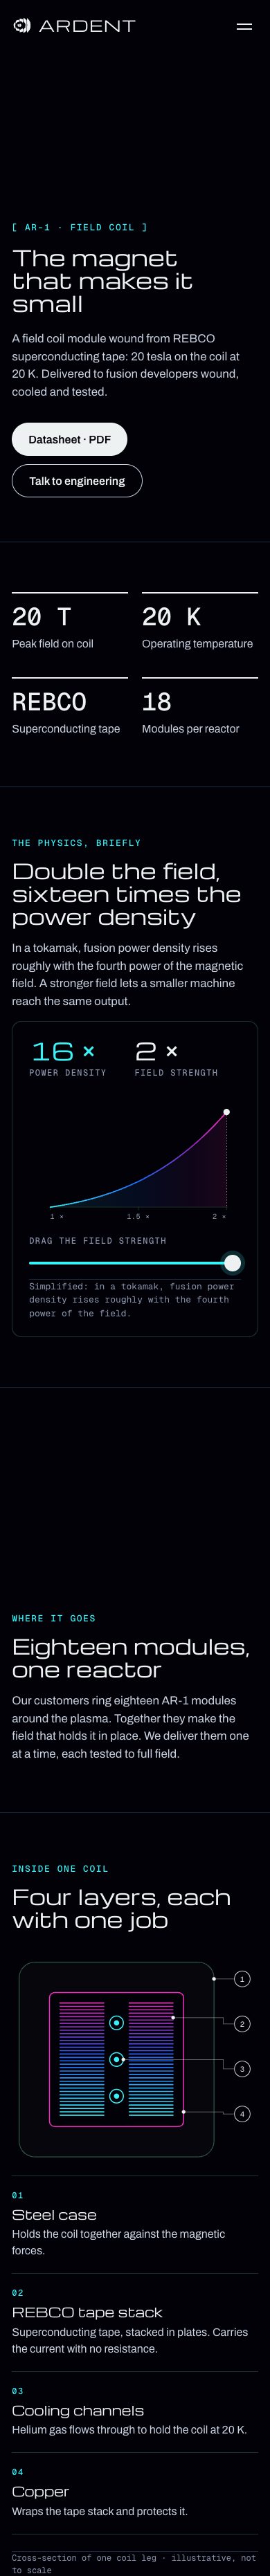 ARDENT
[ AR-1 · FIELD COIL ]
The magnet
that makes it
small
A field coil module wound from REBCO
superconducting tape: 20 tesla on the coil at
20 K. Delivered to fusion developers wound,
cooled and tested.
Datasheet · PDF
Talk to engineering
20 T
Peak field on coil
20 K
Operating temperature
REBCO
Superconducting tape
18
Modules per reactor
THE PHYSICS, BRIEFLY
Double the field,
sixteen times the
power density
In a tokamak, fusion power density rises
roughly with the fourth power of the magnetic
field. A stronger field lets a smaller machine
reach the same output.
16 ×
POWER DENSITY
2 ×
FIELD STRENGTH
1 ×
1.5 ×
2 ×
DRAG THE FIELD STRENGTH
Simplified: in a tokamak, fusion power
density rises roughly with the fourth
power of the field.
WHERE IT GOES
Eighteen modules,
one reactor
Our customers ring eighteen AR-1 modules
around the plasma. Together they make the
field that holds it in place. We deliver them one
at a time, each tested to full field.
INSIDE ONE COIL
Four layers, each
with one job
1
2
3
4
01
Steel case
Holds the coil together against the magnetic
forces.
02
REBCO tape stack
Superconducting tape, stacked in plates. Carries
the current with no resistance.
03
Cooling channels
Helium gas flows through to hold the coil at 20 K.
04
Copper
Wraps the tape stack and protects it.
Cross-section of one coil leg · illustrative, not
to scale